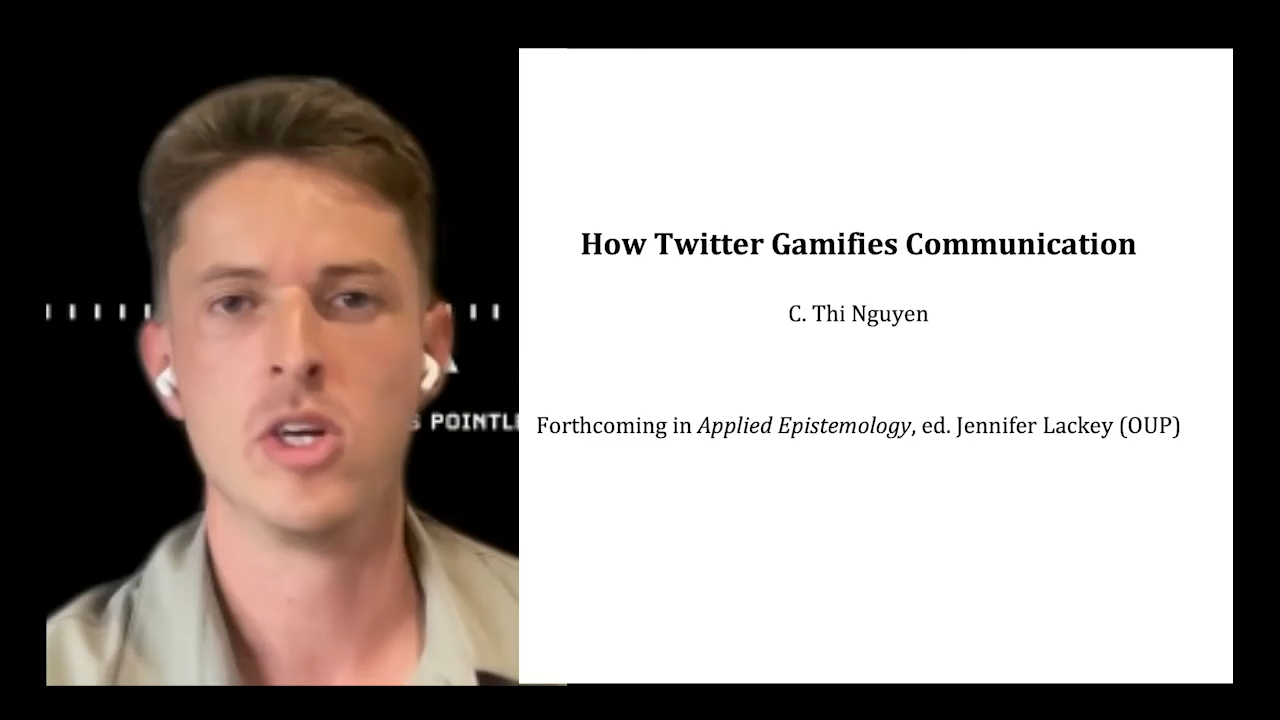 How Twitter Gamifies Communication
C. Thi Nguyen
Forthcoming in Applied Epistemology, ed. Jennifer Lackey (OUP)